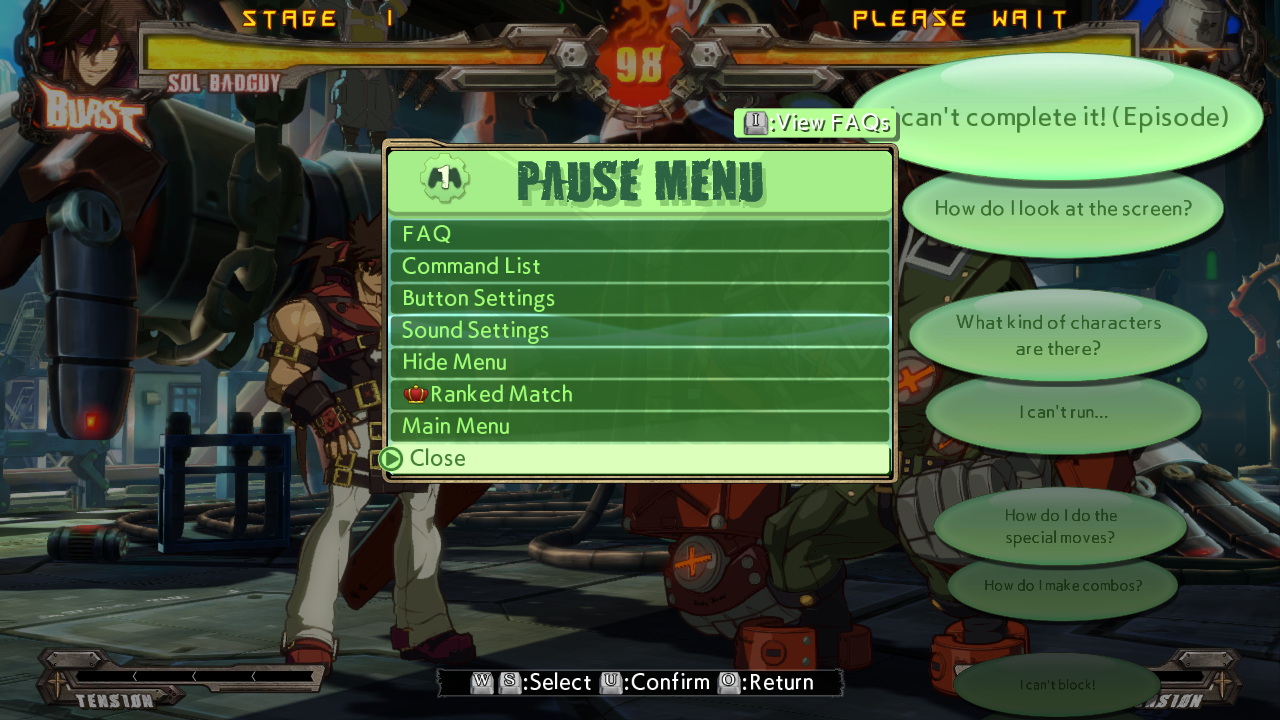 STAGE 1
PLEASE WAIT
98
SOL BADGUY
BURST
I:View FAQs
can't complete it! (Episode)
1
PAUSE MENU
How do I look at the screen?
FAQ
Command List
Button Settings
Sound Settings
Hide Menu
Ranked Match
Main Menu
Close
What kind of characters
are there?
I can't run...
How do I do the
special moves?
How do I make combos?
I can't block!
W S:Select U:Confirm O:Return
TENSION